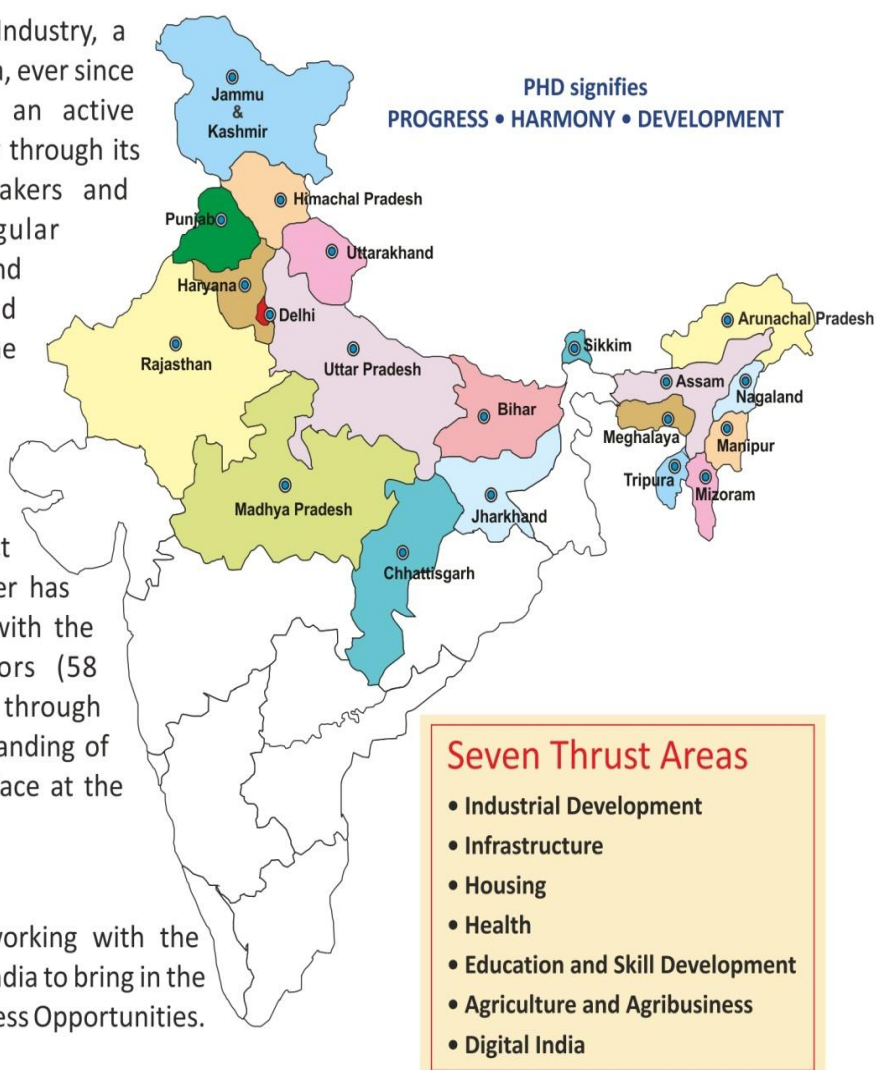 Industry, a
, ever since
an active
through its
akers and
gular
nd
d
e
ct
er has
with the
ors (58
through
anding of
ace at the
working with the
ndia to bring in the
ess Opportunities.
PHD signifies
PROGRESS • HARMONY • DEVELOPMENT
Jammu
&
Kashmir
Himachal Pradesh
Punjab
Uttarakhand
Haryana
Delhi
Rajasthan
Uttar Pradesh
Bihar
Sikkim
Arunachal Pradesh
Assam
Nagaland
Meghalaya
Manipur
Tripura
Mizoram
Madhya Pradesh
Jharkhand
Chhattisgarh
Seven Thrust Areas
• Industrial Development
• Infrastructure
• Housing
• Health
• Education and Skill Development
• Agriculture and Agribusiness
• Digital India